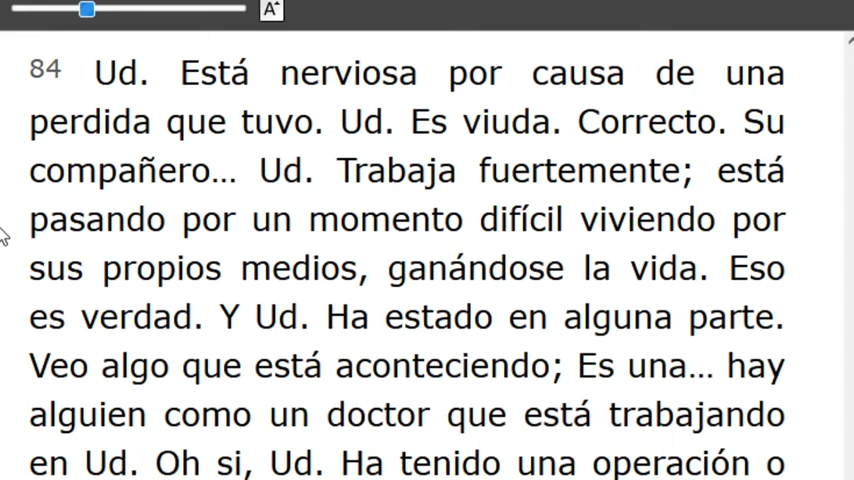 A
84 Ud. Está nerviosa por causa de una
perdida que tuvo. Ud. Es viuda. Correcto. Su
compañero... Ud. Trabaja fuertemente; está
pasando por un momento difícil viviendo por
sus propios medios, ganándose la vida. Eso
es verdad. Y Ud. Ha estado en alguna parte.
Veo algo que está aconteciendo; Es una... hay
alguien como un doctor que está trabajando
en Ud. Oh si, Ud. Ha tenido una operación o